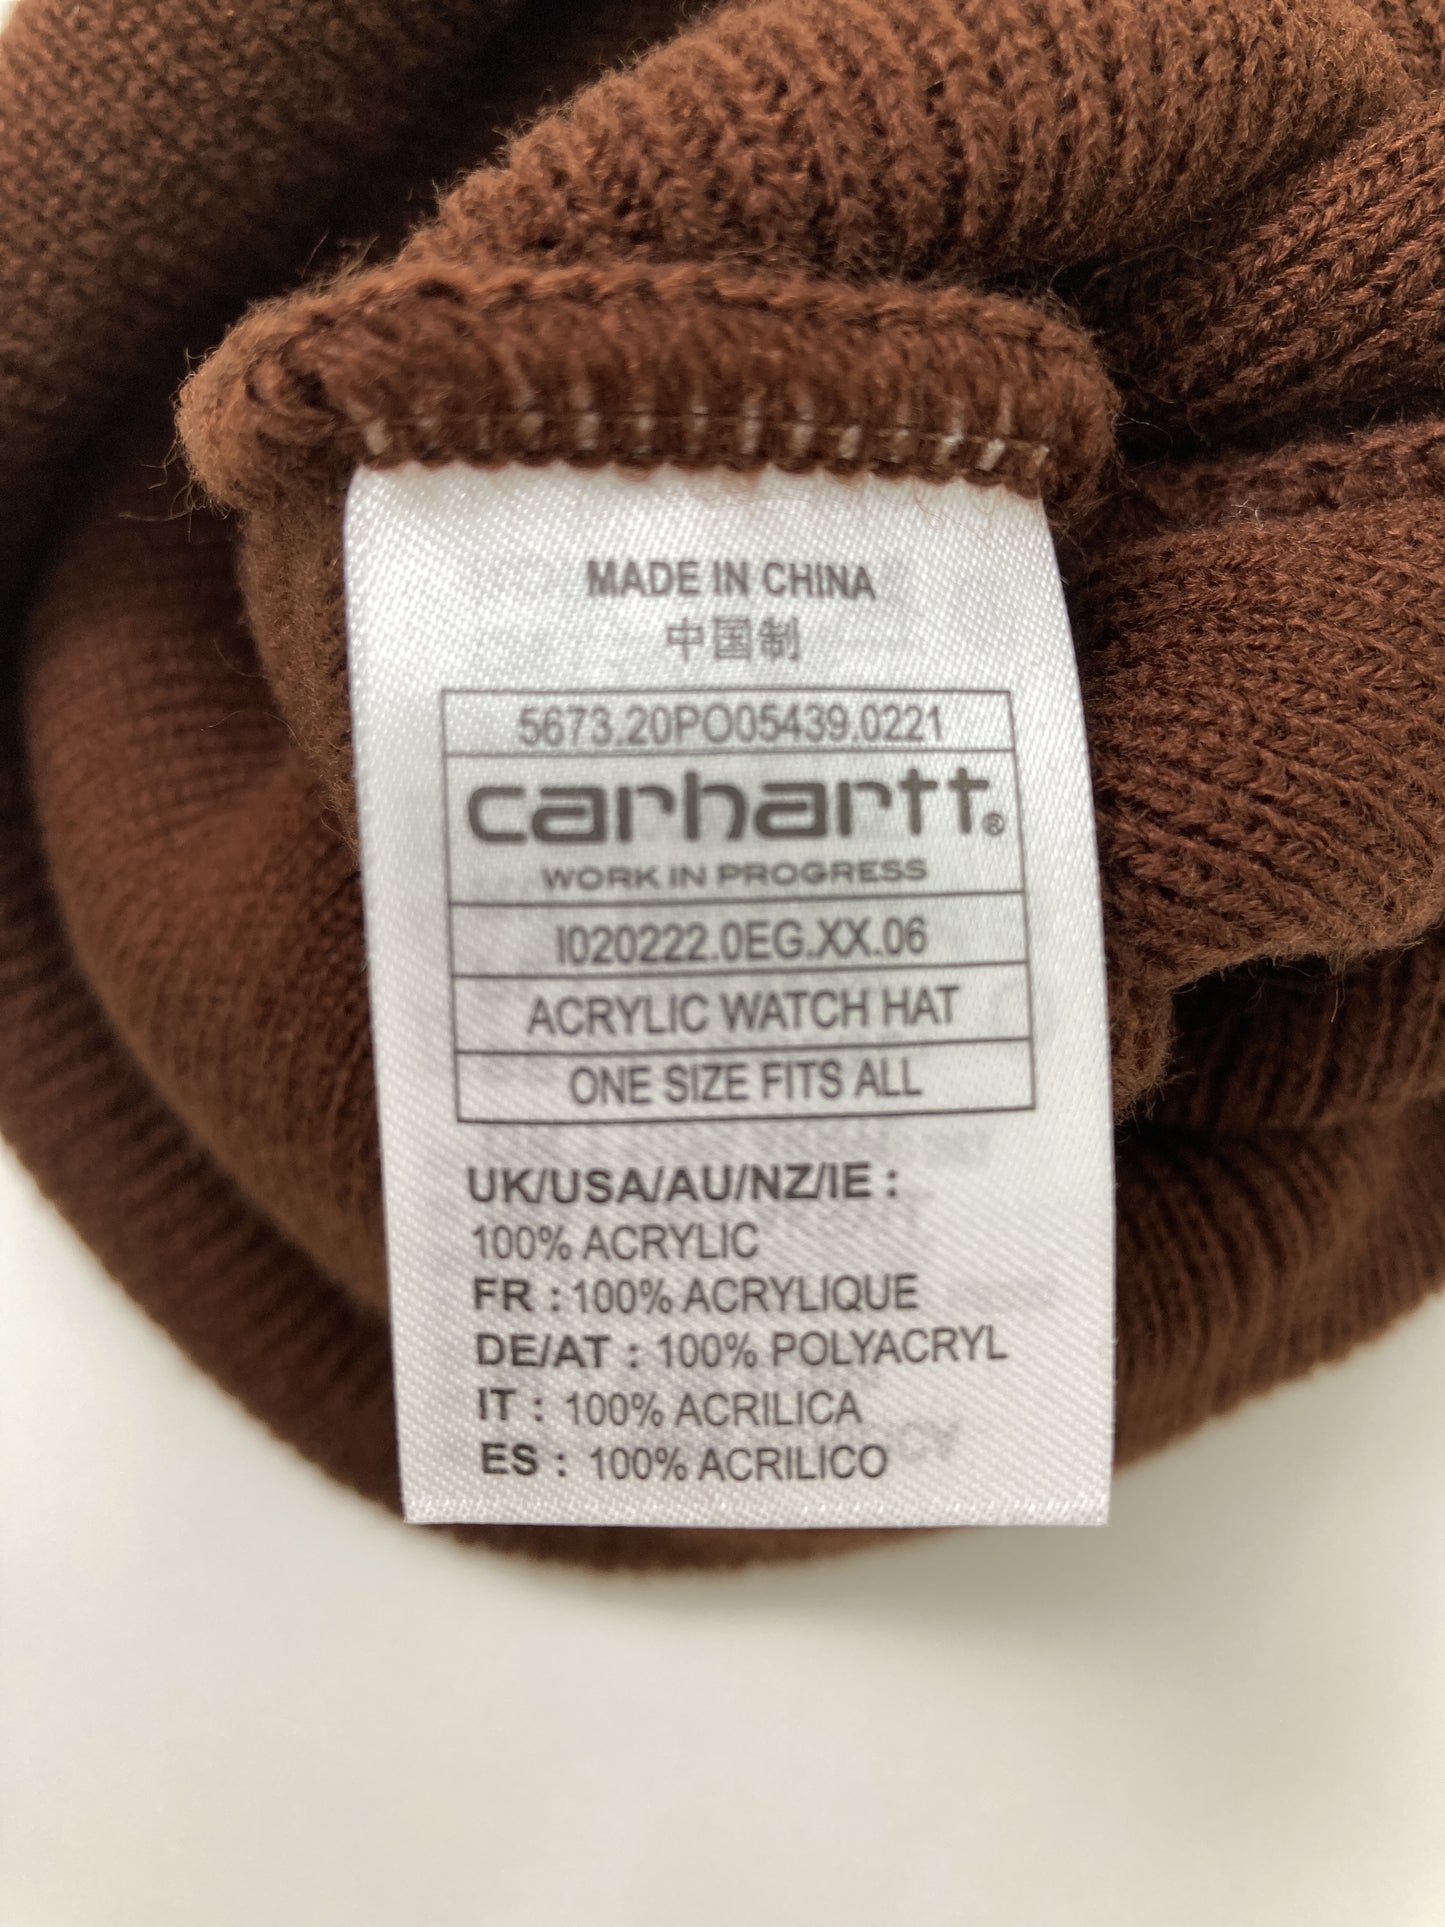 MADE IN CHINA
中国制
5673.20PO05439.0221
carhartt®
WORK IN PROGRESS
I020222.0EG.XX.06
ACRYLIC WATCH HAT
ONE SIZE FITS ALL
UK/USA/AU/NZ/IE :
100% ACRYLIC
FR : 100% ACRYLIQUE
DE/AT : 100% POLYACRYL
IT : 100% ACRILICA
ES : 100% ACRILICO